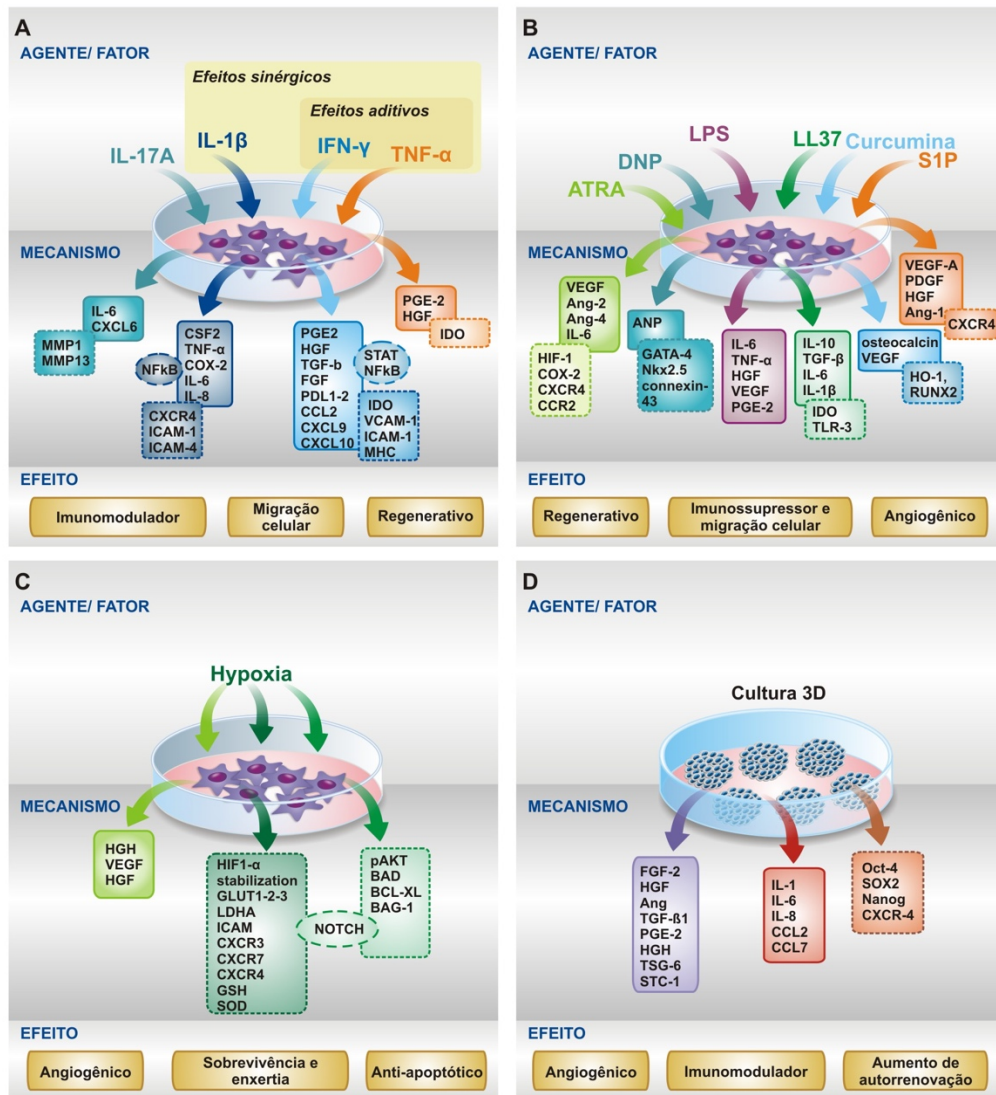 A
AGENTE/ FATOR
Efeitos sinérgicos
Efeitos aditivos
IL-17A
IL-1β
IFN-γ
TNF-α
MECANISMO
IL-6
CXCL6
MMP1
MMP13
CSF2
TNF-α
COX-2
IL-6
IL-8
NFkB
CXCR4
ICAM-1
ICAM-4
PGE2
HGF
TGF-b
FGF
PDL1-2
CCL2
CXCL9
CXCL10
STAT
NFkB
IDO
VCAM-1
ICAM-1
MHC
PGE-2
HGF
IDO
EFEITO
Imunomodulador
Migração
celular
Regenerativo
B
AGENTE/ FATOR
ATRA
DNP
LPS
LL37
Curcumina
S1P
MECANISMO
VEGF
Ang-2
Ang-4
IL-6
HIF-1
COX-2
CXCR4
CCR2
ANP
GATA-4
Nkx2.5
connexin-
43
IL-6
TNF-α
HGF
VEGF
PGE-2
IL-10
TGF-β
IL-6
IL-1β
IDO
TLR-3
osteocalcin
VEGF
HO-1,
RUNX2
VEGF-A
PDGF
HGF
Ang-1
CXCR4
EFEITO
Regenerativo
Imunossupressor e
migração celular
Angiogênico
C
AGENTE/ FATOR
Hypoxia
MECANISMO
HGH
VEGF
HGF
HIF1-α
stabilization
GLUT1-2-3
LDHA
ICAM
CXCR3
CXCR7
CXCR4
GSH
SOD
NOTCH
pAKT
BAD
BCL-XL
BAG-1
EFEITO
Angiogênico
Sobrevivência e
enxertia
Anti-apoptótico
D
AGENTE/ FATOR
Cultura 3D
MECANISMO
FGF-2
HGF
Ang
TGF-ß1
PGE-2
HGH
TSG-6
STC-1
IL-1
IL-6
IL-8
CCL2
CCL7
Oct-4
SOX2
Nanog
CXCR-4
EFEITO
Angiogênico
Imunomodulador
Aumento de
autorrenovação